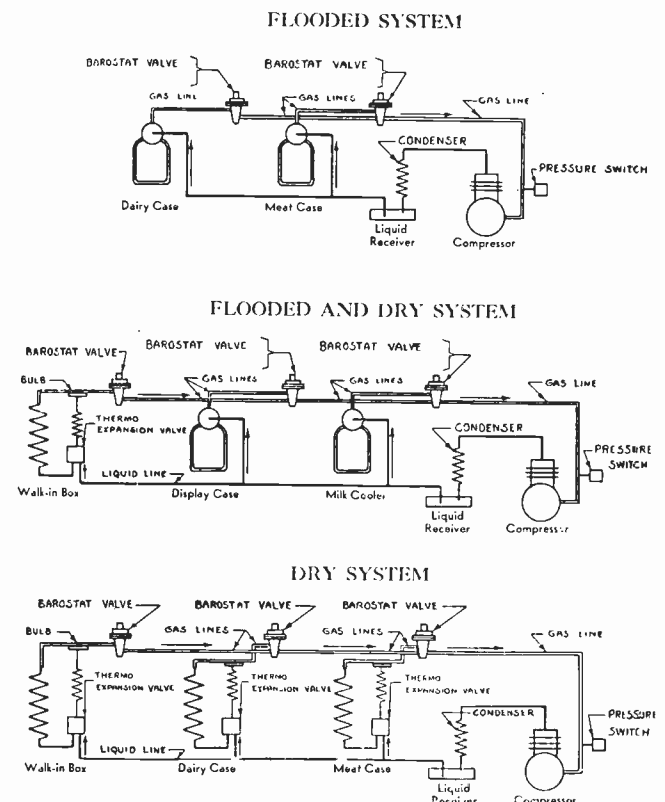 FLOODED SYSTEM
BAROSTAT VALVE
BAROSTAT VALVE
GAS LINE
GAS LINES
GAS LINE
CONDENSER
PRESSURE SWITCH
Dairy Case
Meat Case
Liquid
Receiver
Compressor
FLOODED AND DRY SYSTEM
BAROSTAT VALVE
BAROSTAT VALVE
BAROSTAT VALVE
BULB
GAS LINES
GAS LINES
GAS LINE
THERMO
EXPANSION VALVE
CONDENSER
PRESSURE
SWITCH
LIQUID LINE
Walk-in Box
Display Case
Milk Cooler
Liquid
Receiver
Compressor
DRY SYSTEM
BAROSTAT VALVE
BAROSTAT VALVE
BAROSTAT VALVE
BULB
GAS LINES
GAS LINES
GAS LINE
THERMO
EXPANSION VALVE
THERMO
EXPANSION VALVE
THERMO
EXPANSION VALVE
CONDENSER
PRESSURE
SWITCH
LIQUID LINE
Walk-in Box
Dairy Case
Meat Case
Liquid
Receiver
Compressor